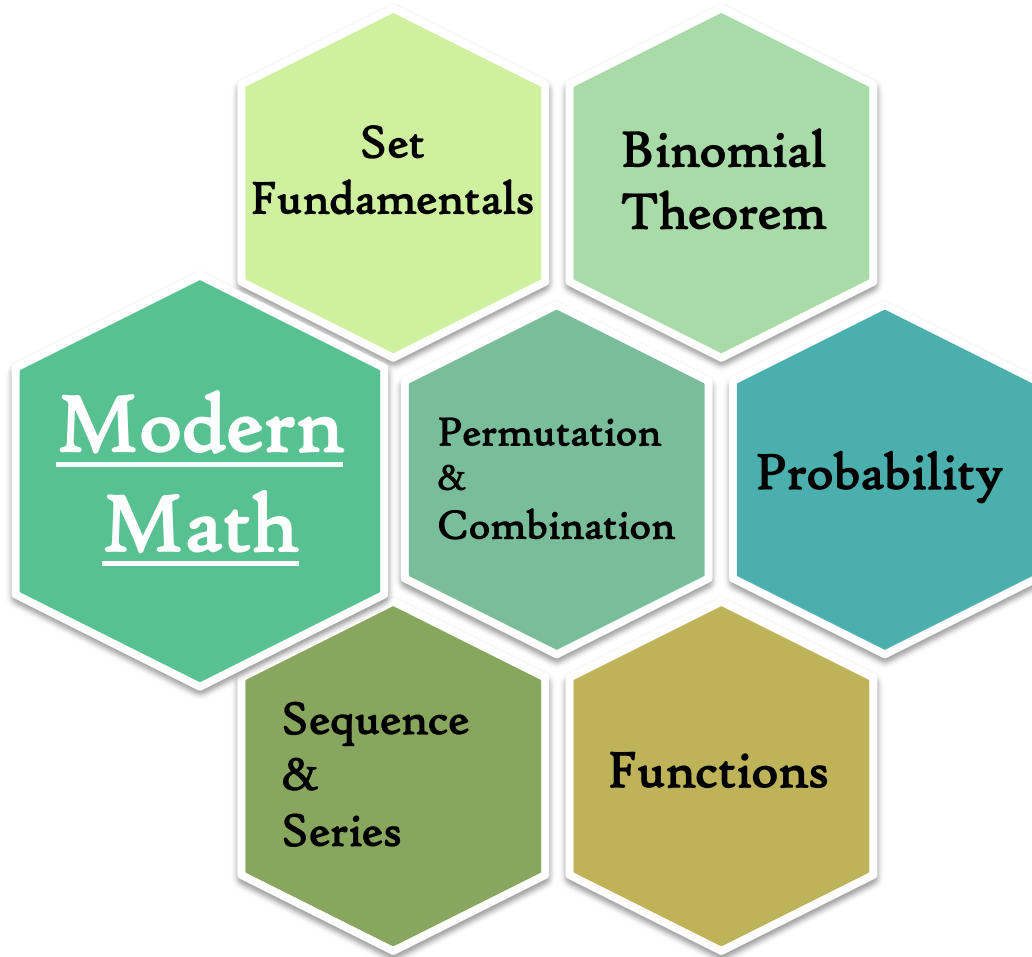 Set
Fundamentals
Binomial
Theorem
Modern
Math
Permutation
&
Combination
Probability
Sequence
&
Series
Functions